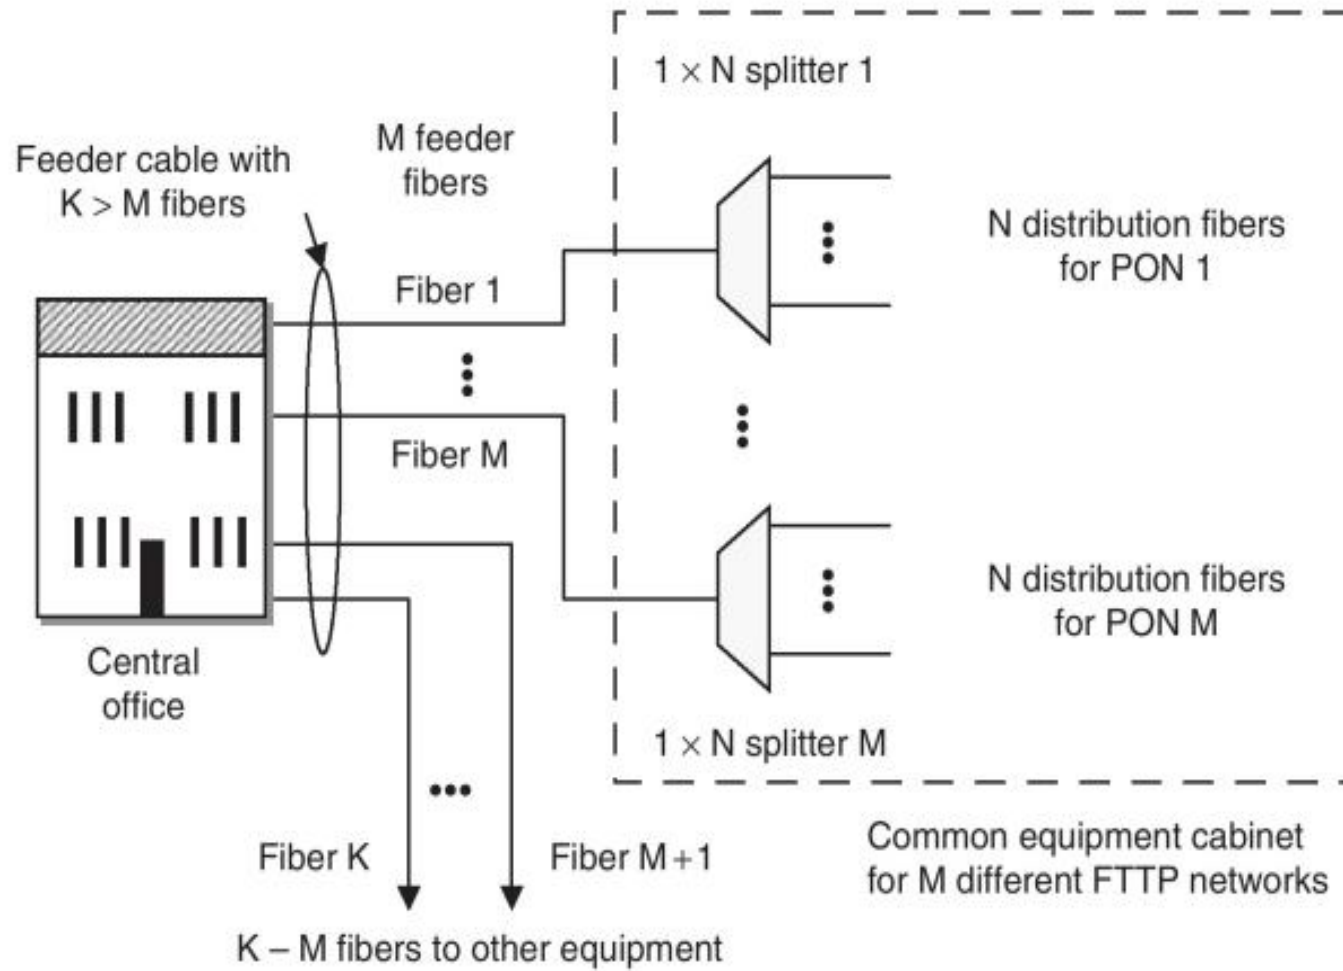 1 × N splitter 1
M feeder
fibers
Feeder cable with
K > M fibers
N distribution fibers
for PON 1
Fiber 1
Fiber M
N distribution fibers
for PON M
Central
office
1 × N splitter M
Common equipment cabinet
for M different FTTP networks
Fiber K
Fiber M + 1
K – M fibers to other equipment